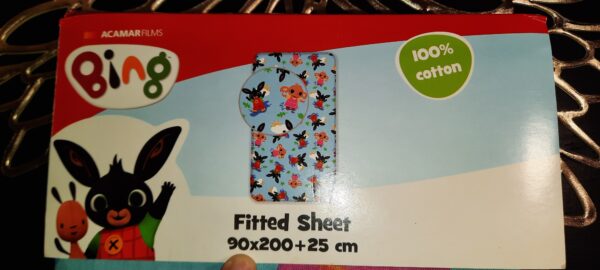 ACAMARFILMS
Bing
100%
cotton
Fitted Sheet
90x200+25 cm